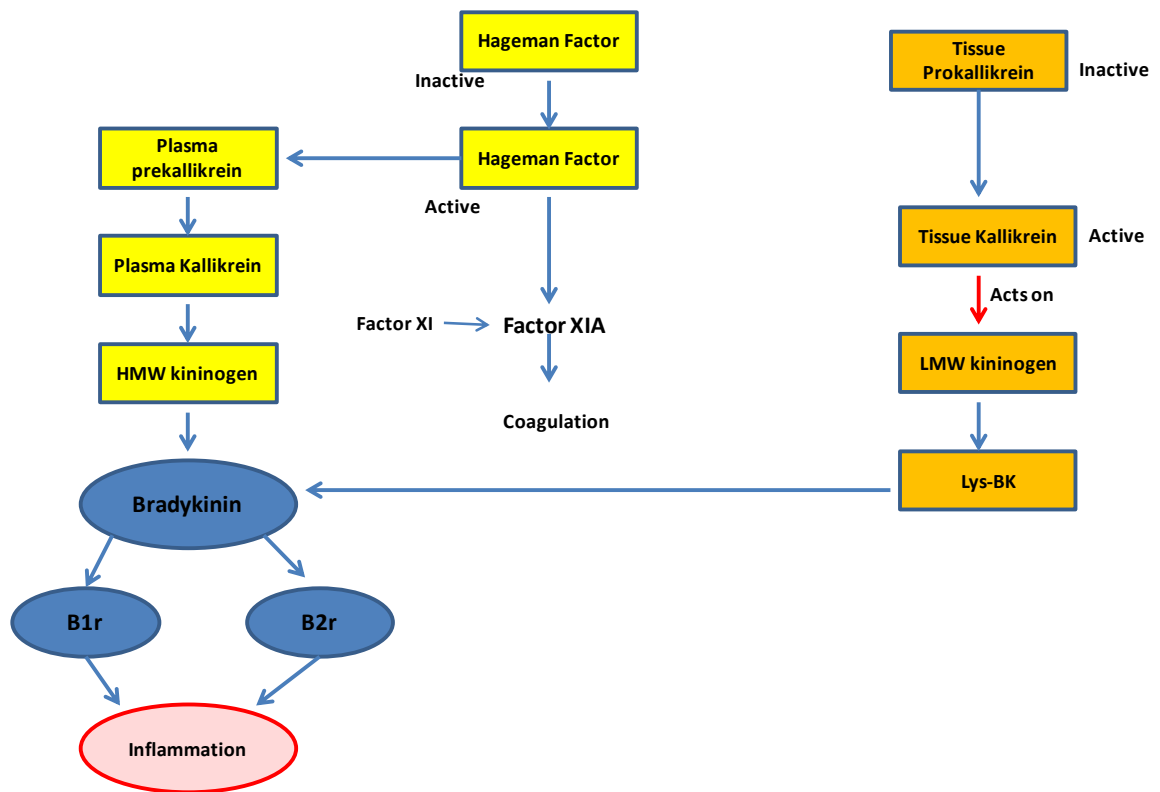 Hageman Factor
Inactive
Tissue
Prokallikrein
Inactive
Plasma
prekallikrein
Hageman Factor
Active
Tissue Kallikrein
Active
Plasma Kallikrein
Acts on
Factor XI
Factor XIA
HMW kininogen
LMW kininogen
Coagulation
Bradykinin
Lys-BK
B1r
B2r
Inflammation